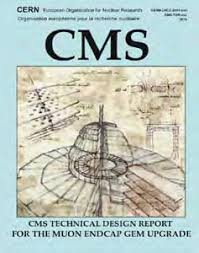 CERN European Organization for Nuclear Research
Organisation européenne pour la recherche nucléaire
CMS
CMS TECHNICAL DESIGN REPORT
FOR THE MUON ENDCAP GEM UPGRADE